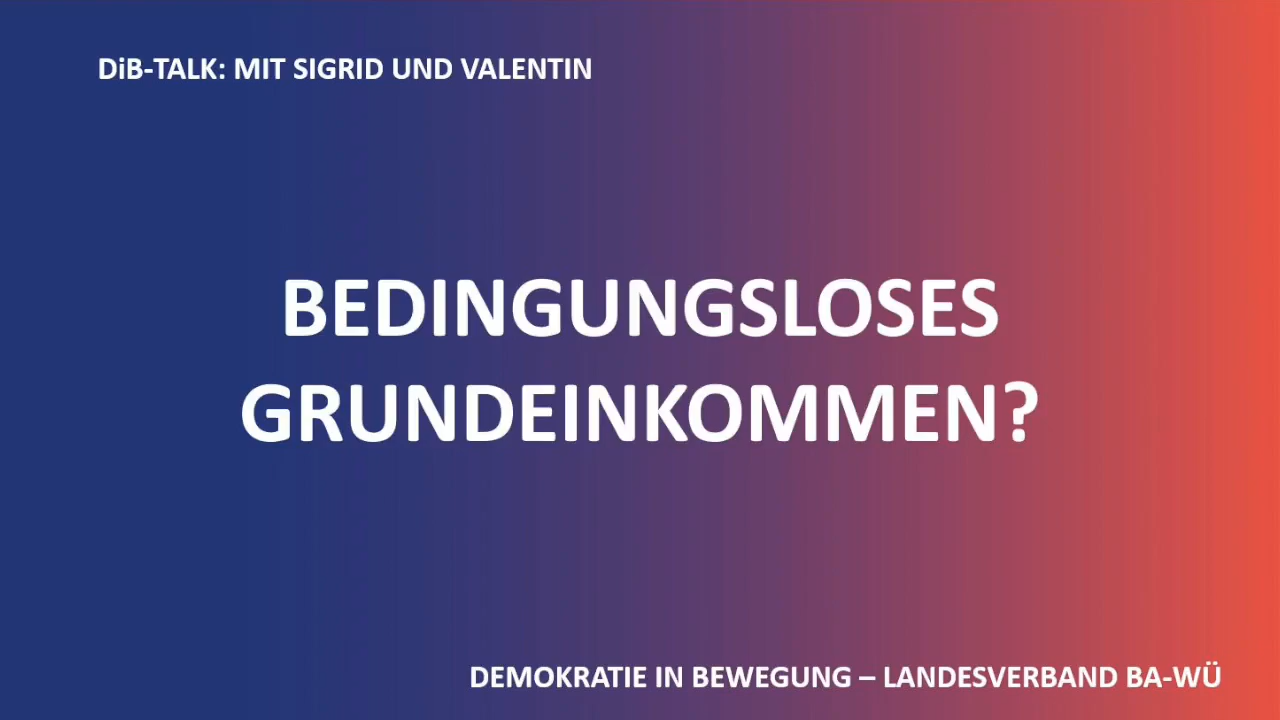 DiB-TALK: MIT SIGRID UND VALENTIN
BEDINGUNGSLOSES
GRUNDEINKOMMEN?
DEMOKRATIE IN BEWEGUNG – LANDESVERBAND BA-WÜ